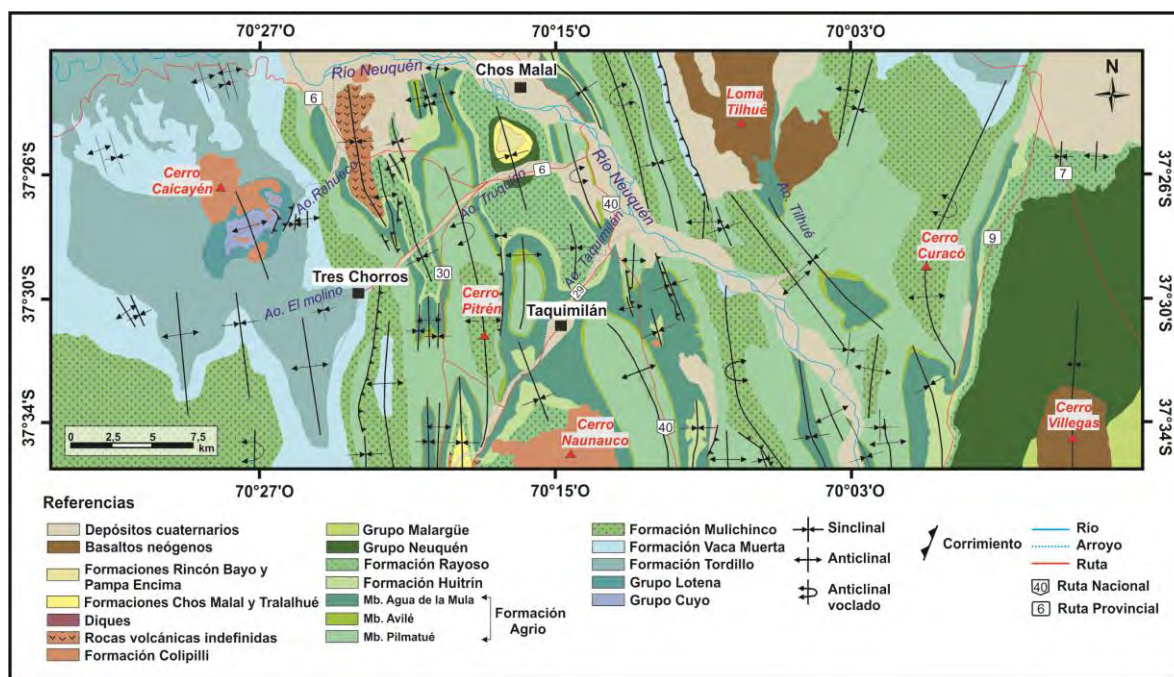 70°27'O 70°15'O 70°03'O
Río Neuquén
Chos Malal
N
6
Loma
Tilhué
37°26'S
37°26'S
Cerro
Caicayén
Ao. Rahueco
Ao. Truquico
6
Río Neuquén
7
40
Ao. Tilhué
Ao. Taquimilán
Cerro
Curacó
9
Tres Chorros
30
37°30'S
37°30'S
Ao. El molino
Cerro
Pitrén
29
Taquimilán
37°34'S
37°34'S
0 2,5 5 7,5
km
Cerro
Naunauco
40
Cerro
Villegas
70°27'O 70°15'O 70°03'O
Referencias
Depósitos cuaternarios
Basaltos neógenos
Formaciones Rincón Bayo y
Pampa Encima
Formaciones Chos Malal y Tralalhué
Diques
Rocas volcánicas indefinidas
Formación Colipilli
Grupo Malargüe
Grupo Neuquén
Formación Rayoso
Formación Huitrín
Mb. Agua de la Mula
Mb. Avilé
Mb. Pilmatué
Formación
Agrio
Formación Mulichinco
Formación Vaca Muerta
Formación Tordillo
Grupo Lotena
Grupo Cuyo
Sinclinal
Anticlinal
Anticlinal
voclado
Corrimiento
Río
Arroyo
Ruta
40 Ruta Nacional
6 Ruta Provincial